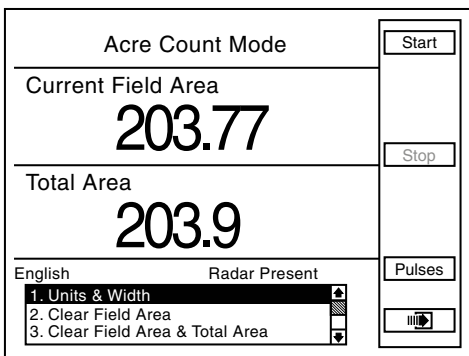 Acre Count Mode
Start
Current Field Area
203.77
Stop
Total Area
203.9
English Radar Present
Pulses
1. Units & Width
2. Clear Field Area
3. Clear Field Area & Total Area